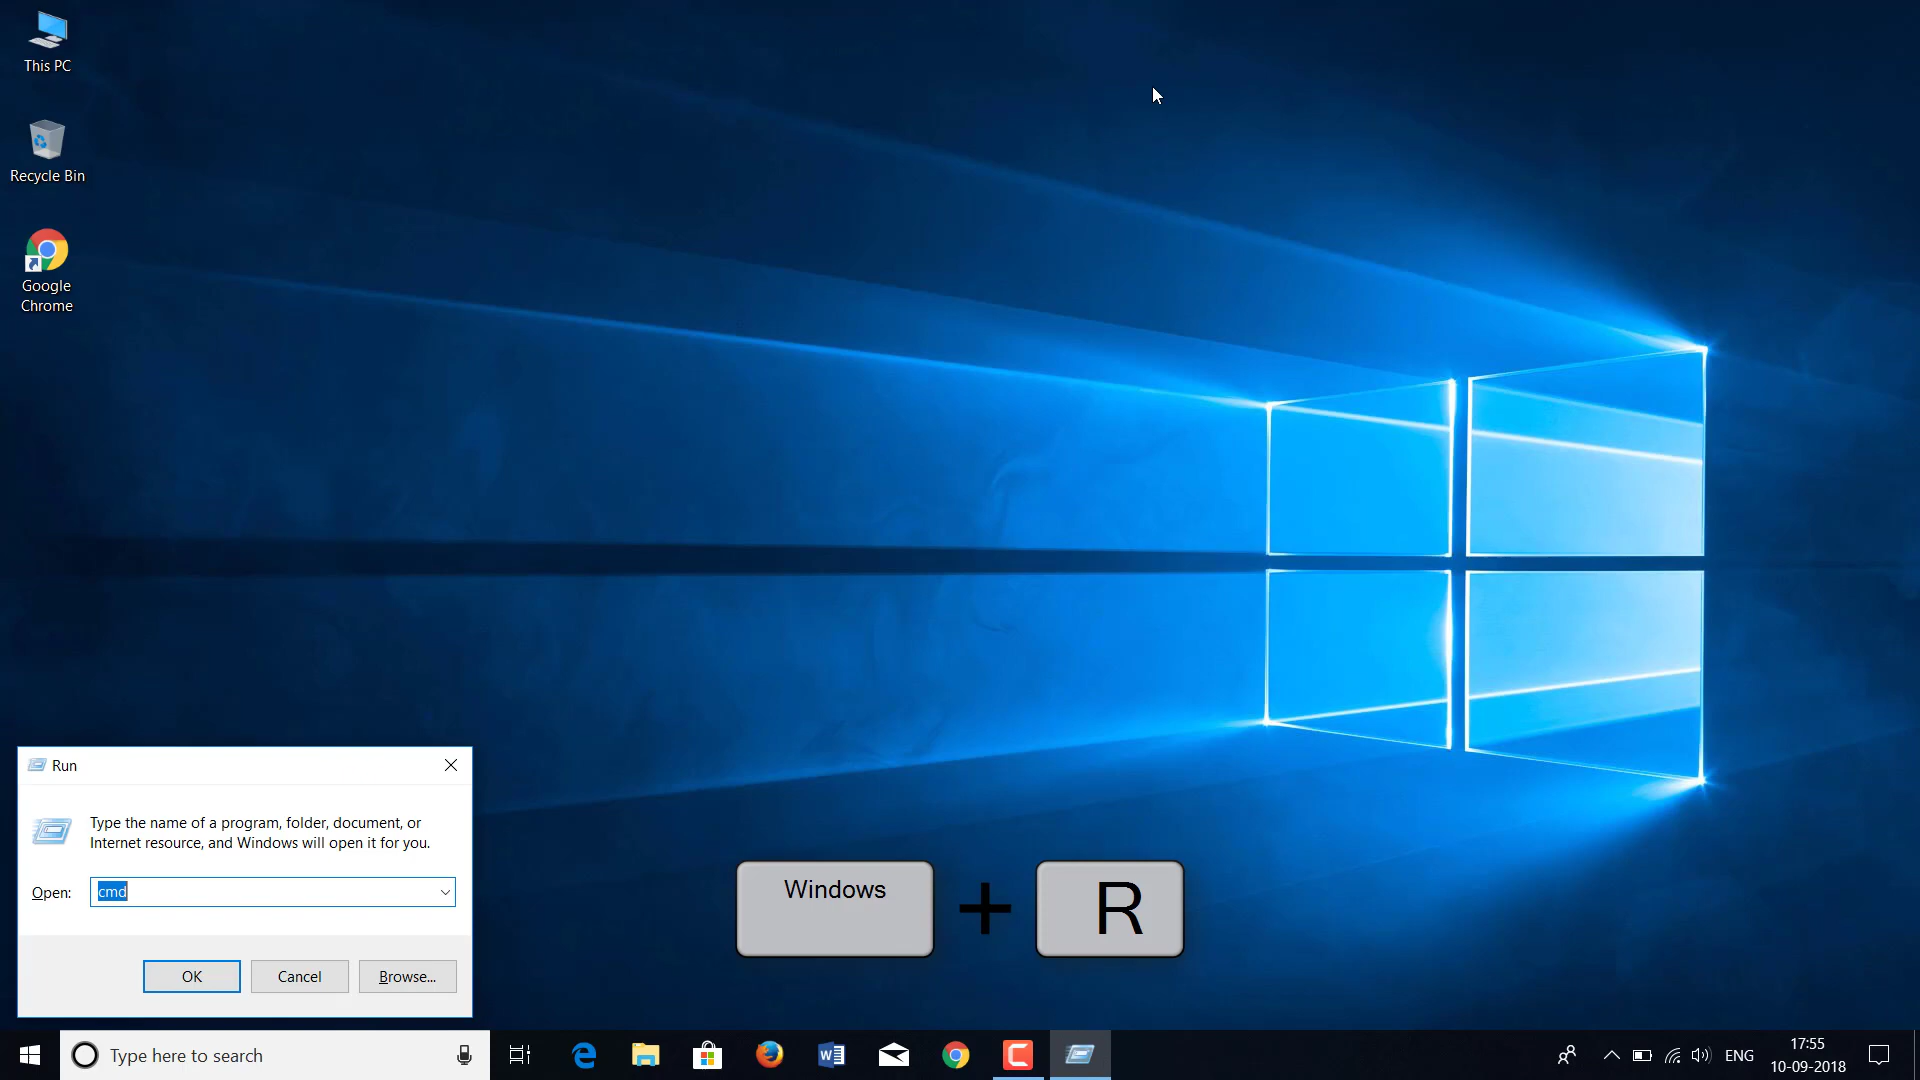 This PC
Recycle Bin
Google
Chrome
Run
Type the name of a program, folder, document, or
Internet resource, and Windows will open it for you.
Open: cmd
OK Cancel Browse...
Windows + R
Type here to search
ENG
17:55
10-09-2018